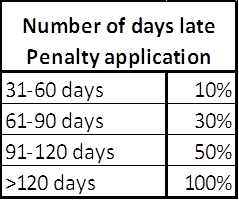 Number of days late
Penalty application
31-60 days 10%
61-90 days 30%
91-120 days 50%
>120 days 100%